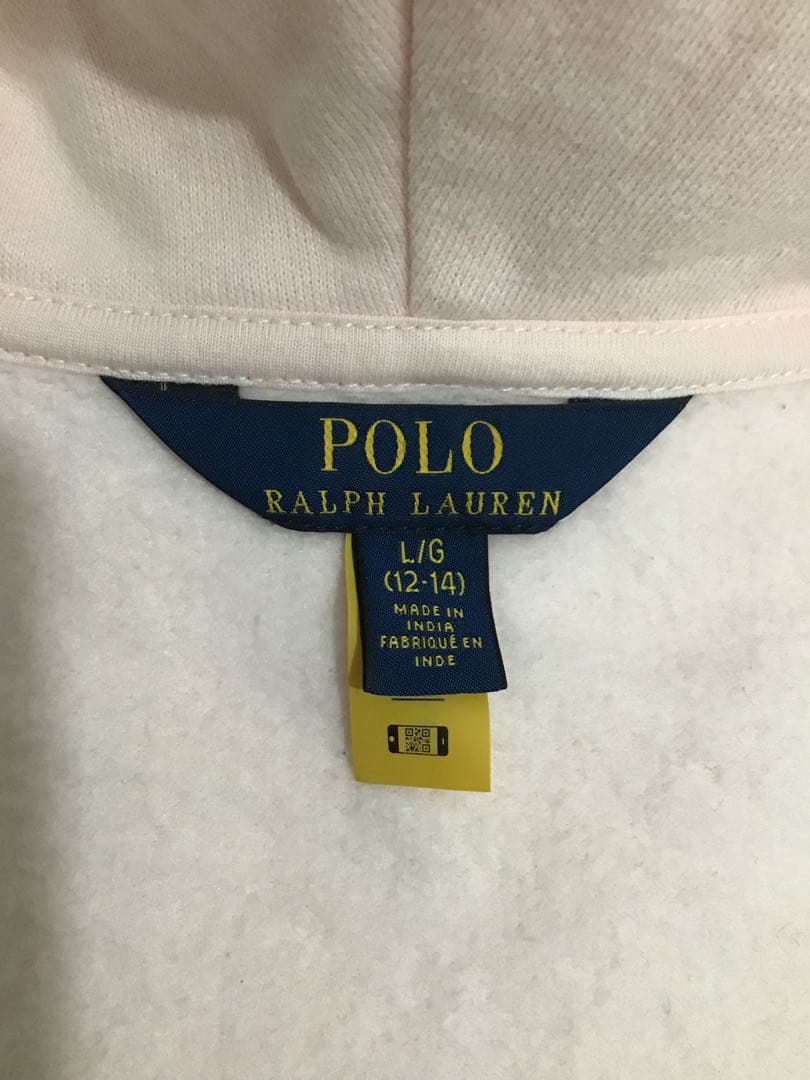 POLO
RALPH LAUREN
L/G
(12-14)
MADE IN
INDIA
FABRIQUÉ EN
INDE